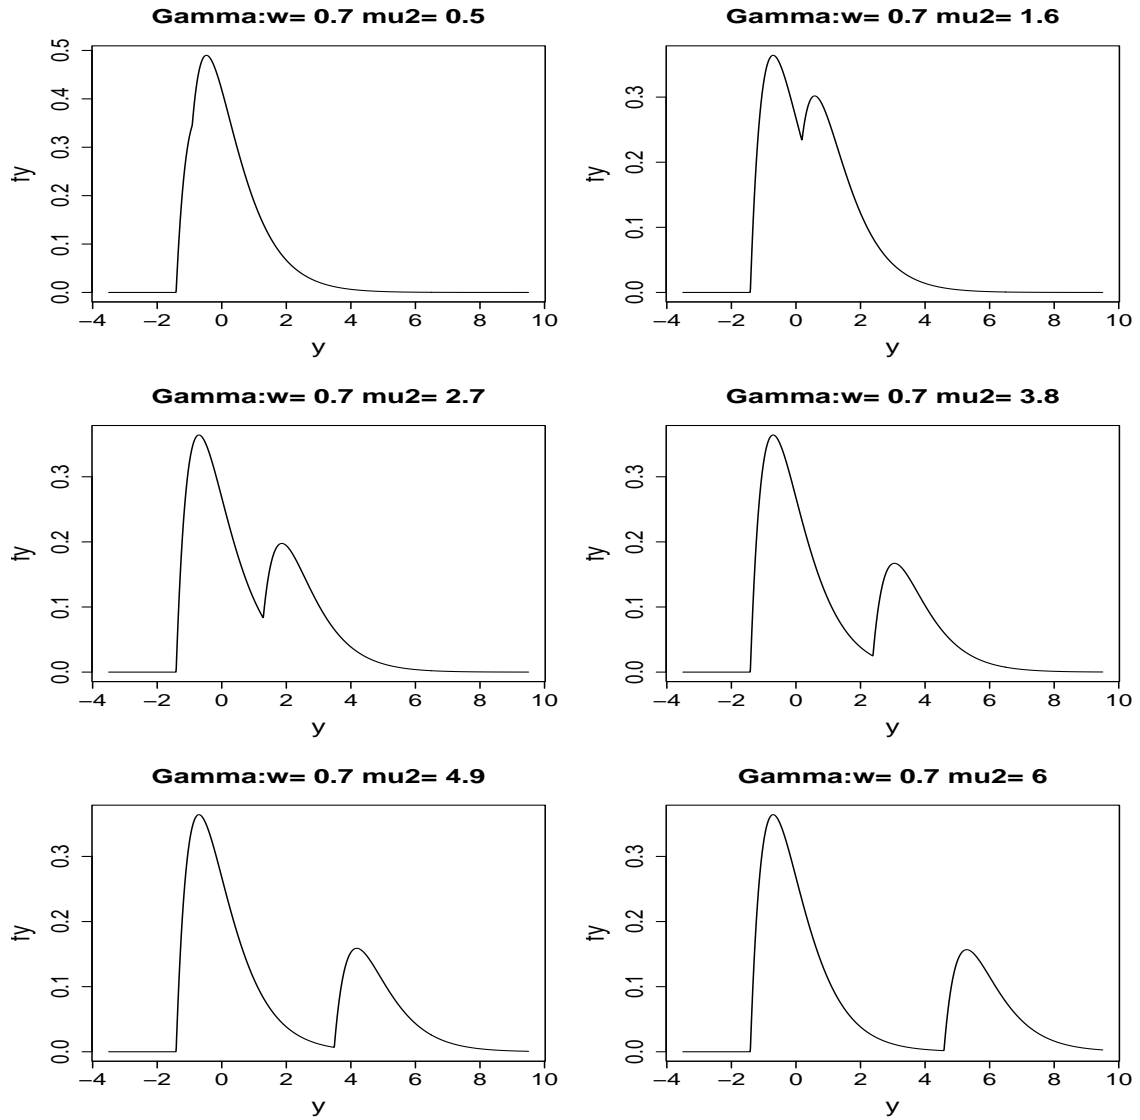 Gamma:w= 0.7 mu2= 0.5
0.0 0.1 0.2 0.3 0.4 0.5
fy
−4 −2 0 2 4 6 8 10
y
Gamma:w= 0.7 mu2= 1.6
0.0 0.1 0.2 0.3
fy
−4 −2 0 2 4 6 8 10
y
Gamma:w= 0.7 mu2= 2.7
0.0 0.1 0.2 0.3
fy
−4 −2 0 2 4 6 8 10
y
Gamma:w= 0.7 mu2= 3.8
0.0 0.1 0.2 0.3
fy
−4 −2 0 2 4 6 8 10
y
Gamma:w= 0.7 mu2= 4.9
0.0 0.1 0.2 0.3
fy
−4 −2 0 2 4 6 8 10
y
Gamma:w= 0.7 mu2= 6
0.0 0.1 0.2 0.3
fy
−4 −2 0 2 4 6 8 10
y